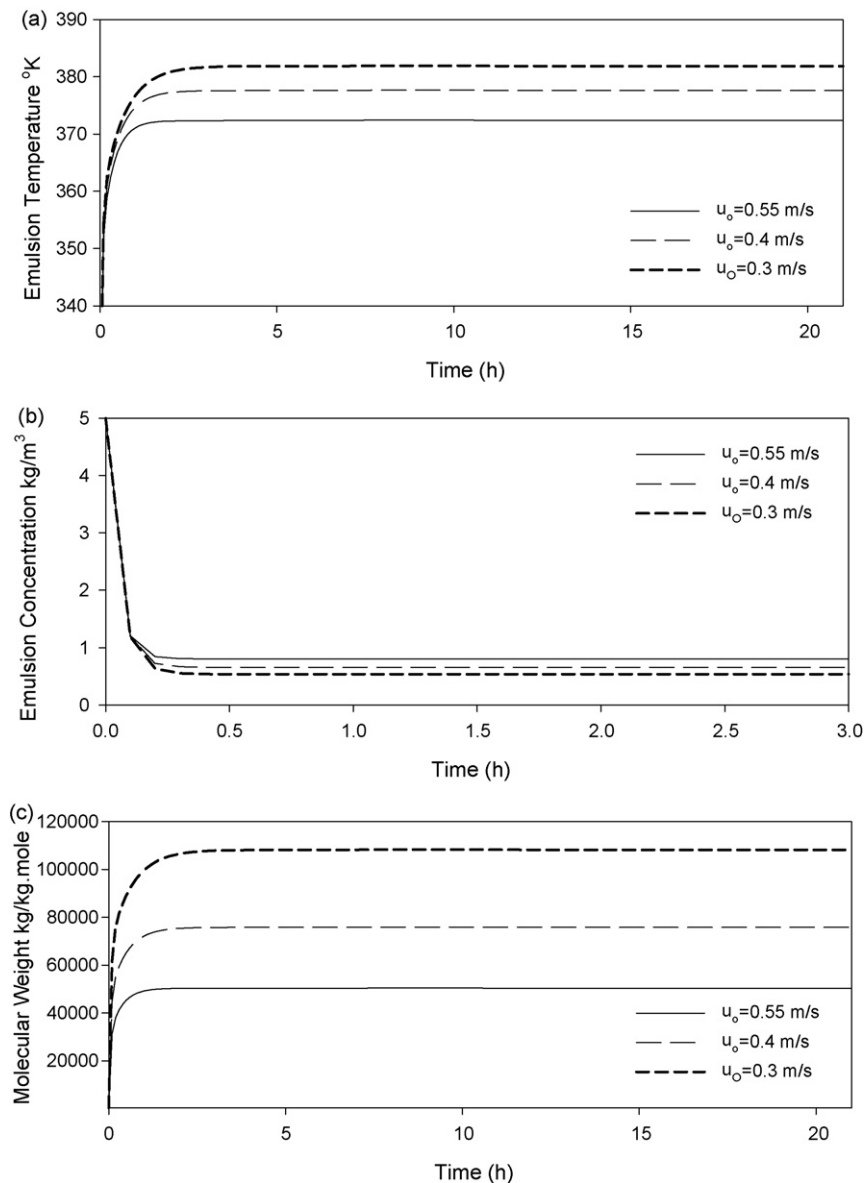 (a)
390
380
370
360
350
340
Emulsion Temperature °K
u₀=0.55 m/s
u₀=0.4 m/s
u_O=0.3 m/s
0 5 10 15 20
Time (h)
(b)
5
4
3
2
1
0
Emulsion Concentration kg/m³
u₀=0.55 m/s
u₀=0.4 m/s
u_O=0.3 m/s
0.0 0.5 1.0 1.5 2.0 2.5 3.0
Time (h)
(c)
120000
100000
80000
60000
40000
20000
Molecular Weight kg/kg.mole
u₀=0.55 m/s
u₀=0.4 m/s
u_O=0.3 m/s
0 5 10 15 20
Time (h)